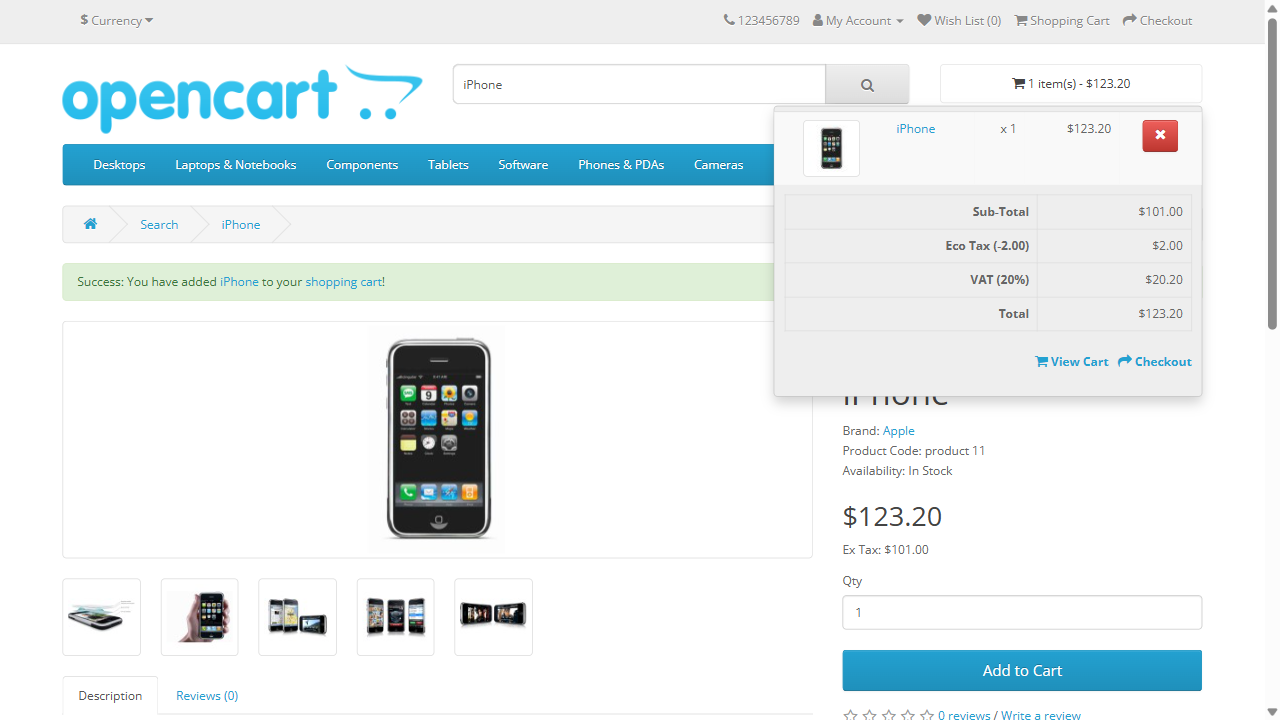 $ Currency
123456789 My Account Wish List (0) Shopping Cart Checkout
opencart
iPhone
1 item(s) - $123.20
iPhone x 1 $123.20
Desktops Laptops & Notebooks Components Tablets Software Phones & PDAs Cameras
Sub-Total $101.00
Eco Tax (-2.00) $2.00
VAT (20%) $20.20
Total $123.20
View Cart Checkout
Search iPhone
Success: You have added iPhone to your shopping cart!
iPhone
Brand: Apple
Product Code: product 11
Availability: In Stock
$123.20
Ex Tax: $101.00
Qty
1
Add to Cart
0 reviews / Write a review
Description Reviews (0)